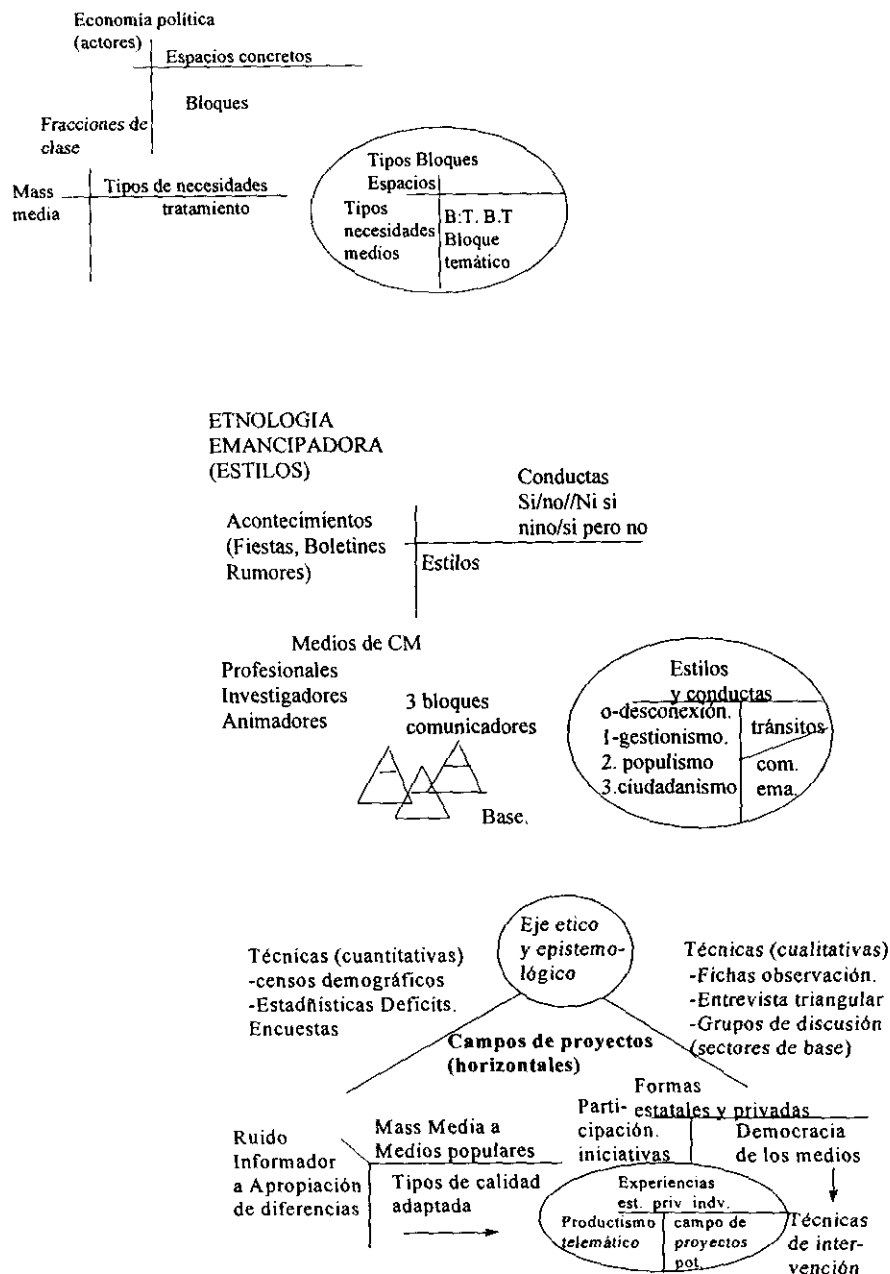 Economia política
(actores)
Espacios concretos
Bloques
Fracciones de
clase
Mass
media
Tipos de necesidades
tratamiento
Tipos Bloques
Espacios
Tipos
necesidades
medios
B:T. B.T
Bloque
temático
ETNOLOGIA
EMANCIPADORA
(ESTILOS)
Conductas
Si/no//Ni si
nino/si pero no
Acontecimientos
(Fiestas, Boletines
Rumores)
Estilos
Medios de CM
Profesionales
Investigadores
Animadores
3 bloques
comunicadores
Base.
Estilos
y conductas
o-desconexión.
1-gestionismo.
2. populismo
3.ciudadanismo
tránsitos
com.
ema.
Eje etico
y epistemo-
lógico
Técnicas (cuantitativas)
-censos demográficos
-Estadñisticas Deficits.
Encuestas
Técnicas (cualitativas)
-Fichas observación.
-Entrevista triangular
-Grupos de discusión
(sectores de base)
Campos de proyectos
(horizontales)
Ruido
Informador
a Apropiación
de diferencias
Mass Media a
Medios populares
Tipos de calidad
adaptada
Formas
estatales y privadas
Parti-
cipación.
iniciativas
Democracia
de los medios
Experiencias
est. priv indv.
Productismo
telemático
campo de
proyectos
pot.
Técnicas
de inter-
vención